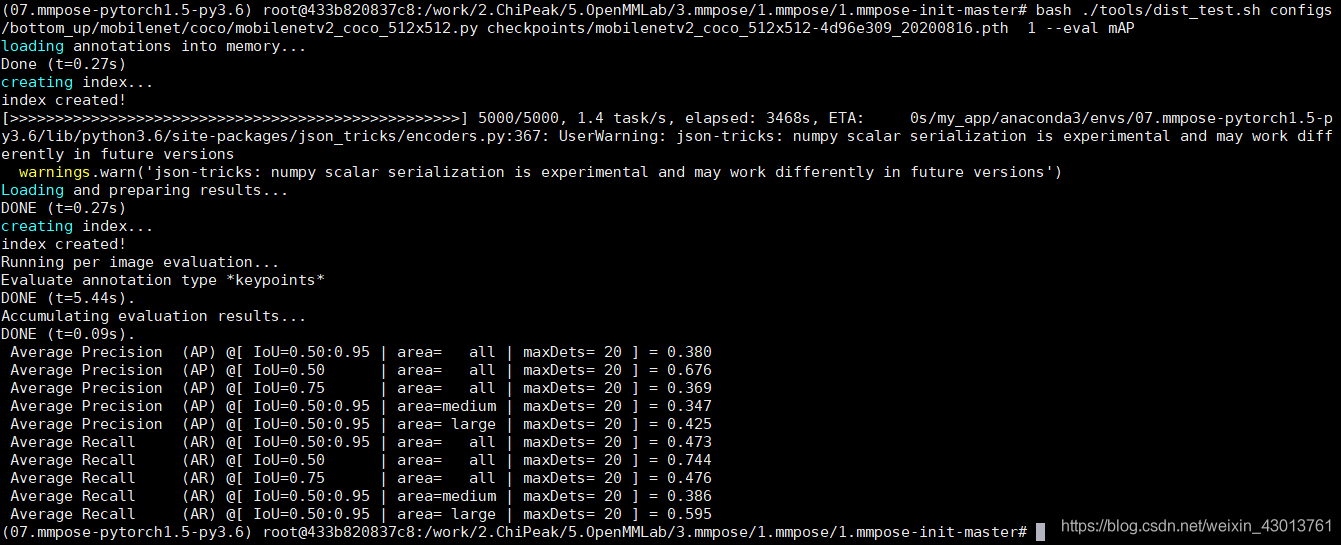 (07.mmpose-pytorch1.5-py3.6) root@433b820837c8:/work/2.ChiPeak/5.OpenMMLab/3.mmpose/1.mmpose/1.mmpose-init-master# bash ./tools/dist_test.sh configs
/bottom_up/mobilenet/coco/mobilenetv2_coco_512x512.py checkpoints/mobilenetv2_coco_512x512-4d96e309_20200816.pth  1 --eval mAP
loading annotations into memory...
Done (t=0.27s)
creating index...
index created!
[>>>>>>>>>>>>>>>>>>>>>>>>>>>>>>>>>>>>>>>>>>>>>>>>>>] 5000/5000, 1.4 task/s, elapsed: 3468s, ETA:     0s/my_app/anaconda3/envs/07.mmpose-pytorch1.5-p
y3.6/lib/python3.6/site-packages/json_tricks/encoders.py:367: UserWarning: json-tricks: numpy scalar serialization is experimental and may work diff
erently in future versions
  warnings.warn('json-tricks: numpy scalar serialization is experimental and may work differently in future versions')
Loading and preparing results...
DONE (t=0.27s)
creating index...
index created!
Running per image evaluation...
Evaluate annotation type *keypoints*
DONE (t=5.44s).
Accumulating evaluation results...
DONE (t=0.09s).
 Average Precision  (AP) @[ IoU=0.50:0.95 | area=   all | maxDets= 20 ] = 0.380
 Average Precision  (AP) @[ IoU=0.50      | area=   all | maxDets= 20 ] = 0.676
 Average Precision  (AP) @[ IoU=0.75      | area=   all | maxDets= 20 ] = 0.369
 Average Precision  (AP) @[ IoU=0.50:0.95 | area=medium | maxDets= 20 ] = 0.347
 Average Precision  (AP) @[ IoU=0.50:0.95 | area= large | maxDets= 20 ] = 0.425
 Average Recall     (AR) @[ IoU=0.50:0.95 | area=   all | maxDets= 20 ] = 0.473
 Average Recall     (AR) @[ IoU=0.50      | area=   all | maxDets= 20 ] = 0.744
 Average Recall     (AR) @[ IoU=0.75      | area=   all | maxDets= 20 ] = 0.476
 Average Recall     (AR) @[ IoU=0.50:0.95 | area=medium | maxDets= 20 ] = 0.386
 Average Recall     (AR) @[ IoU=0.50:0.95 | area= large | maxDets= 20 ] = 0.595
(07.mmpose-pytorch1.5-py3.6) root@433b820837c8:/work/2.ChiPeak/5.OpenMMLab/3.mmpose/1.mmpose/1.mmpose-init-master#
https://blog.csdn.net/weixin_43013761